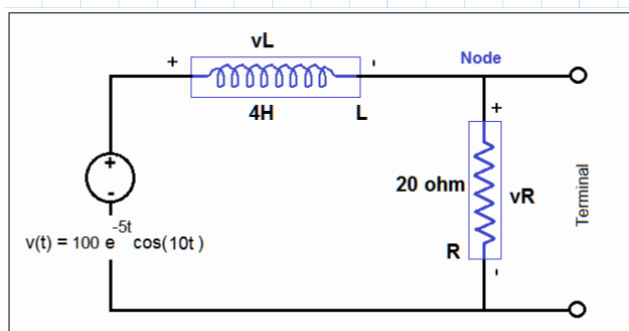 vL
+ -
Node
4H L
+
+
20 ohm vR
Terminal
-
-5t
v(t) = 100 e cos(10t)
R
-